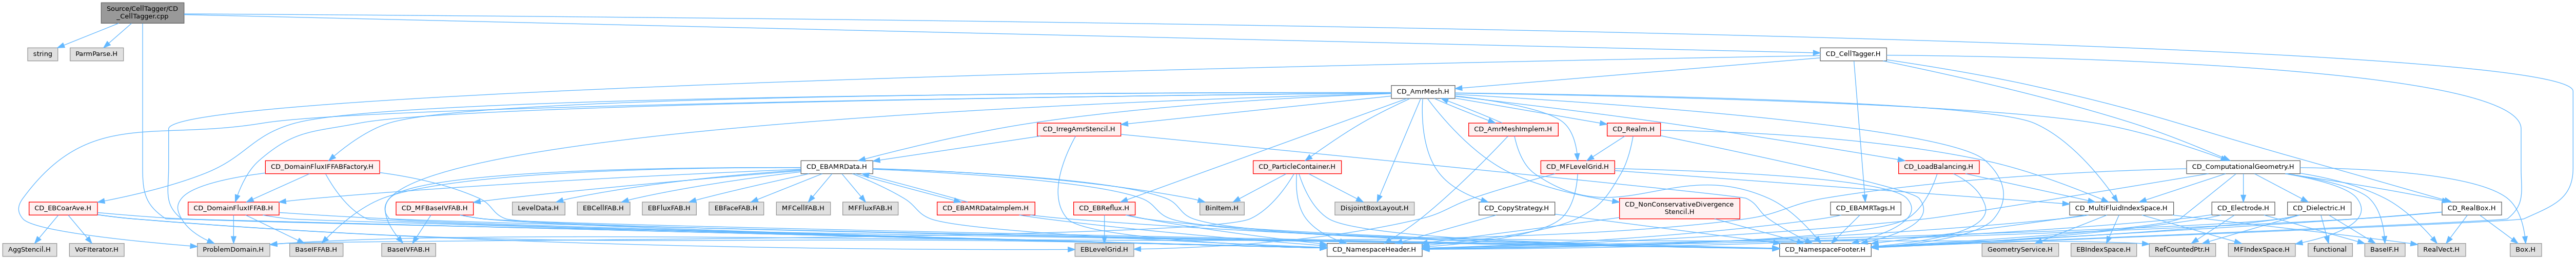 Source/CellTagger/CD
_CellTagger.cpp
string
ParmParse.H
CD_CellTagger.H
CD_AmrMesh.H
CD_IrregAmrStencil.H
CD_AmrMeshImplem.H
CD_Realm.H
CD_DomainFluxIFFABFactory.H
CD_EBAMRData.H
CD_ParticleContainer.H
CD_MFLevelGrid.H
CD_LoadBalancing.H
CD_ComputationalGeometry.H
CD_EBCoarAve.H
CD_DomainFluxIFFAB.H
CD_MFBaseIVFAB.H
LevelData.H
EBCellFAB.H
EBFluxFAB.H
EBFaceFAB.H
MFCellFAB.H
MFFluxFAB.H
CD_EBAMRDataImplem.H
CD_EBReflux.H
BinItem.H
DisjointBoxLayout.H
CD_CopyStrategy.H
CD_NonConservativeDivergence
Stencil.H
CD_EBAMRTags.H
CD_MultiFluidIndexSpace.H
CD_Electrode.H
CD_Dielectric.H
CD_RealBox.H
AggStencil.H
VoFIterator.H
ProblemDomain.H
BaseIFFAB.H
BaseIVFAB.H
EBLevelGrid.H
CD_NamespaceHeader.H
CD_NamespaceFooter.H
GeometryService.H
EBIndexSpace.H
RefCountedPtr.H
MFIndexSpace.H
functional
BaseIF.H
RealVect.H
Box.H